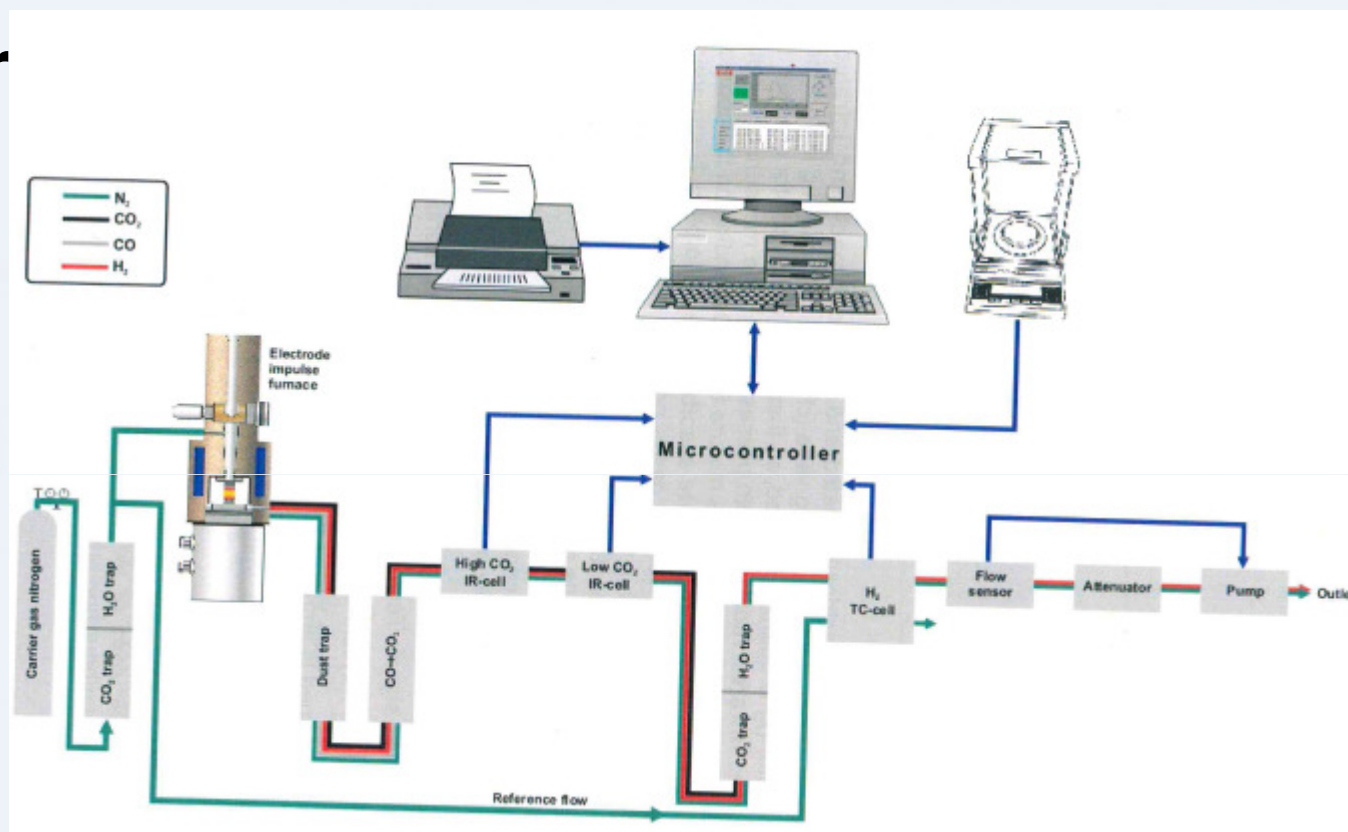 N₂
CO₂
CO
H₂
Electrode
impulse
furnace
Microcontroller
Carrier gas nitrogen
H₂O trap
CO₂ trap
Dust trap
CO→CO₂
High CO₂
IR-cell
Low CO₂
IR-cell
H₂O trap
CO₂ trap
H₂
TC-cell
Flow
sensor
Attenuator
Pump
Outle
Reference flow